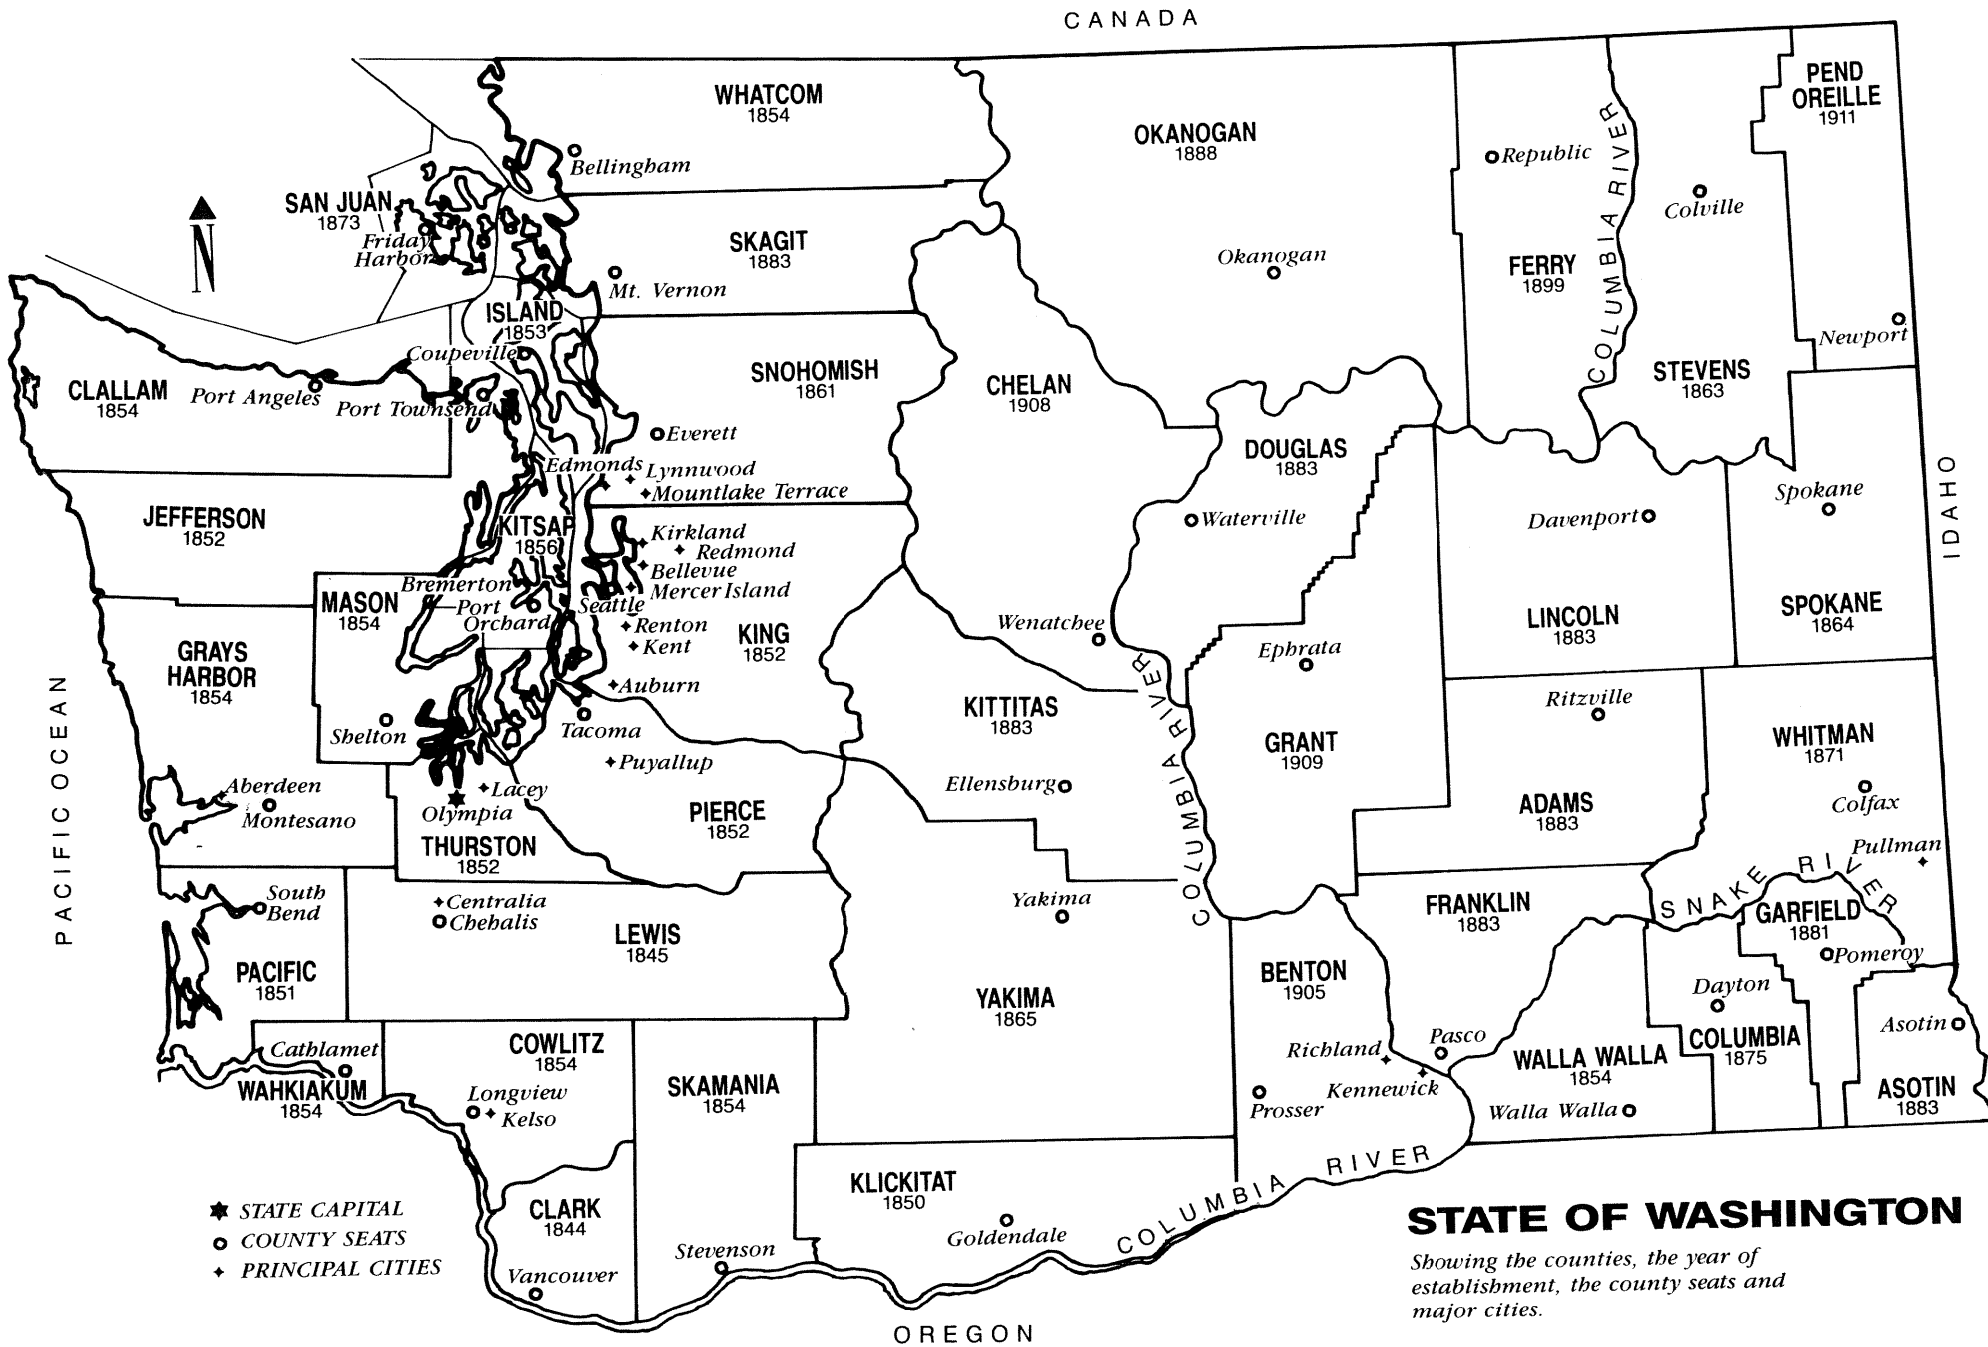 CANADA
WHATCOM
1854
Bellingham
OKANOGAN
1888
Okanogan
Republic
FERRY
1899
COLUMBIA RIVER
Colville
STEVENS
1863
PEND
OREILLE
1911
Newport
SAN JUAN
1873
Friday
Harbor
N
SKAGIT
1883
Mt. Vernon
ISLAND
1853
Coupeville
CLALLAM
1854
Port Angeles
Port Townsend
SNOHOMISH
1861
Everett
Edmonds
Lynnwood
Mountlake Terrace
CHELAN
1908
Wenatchee
DOUGLAS
1883
Waterville
JEFFERSON
1852
KITSAP
1856
Bremerton
Port
Orchard
Kirkland
Redmond
Bellevue
Mercer Island
Seattle
Renton
Kent
KING
1852
Auburn
Davenport
LINCOLN
1883
Spokane
SPOKANE
1864
IDAHO
MASON
1854
Shelton
GRAYS
HARBOR
1854
Aberdeen
Montesano
PACIFIC OCEAN
Tacoma
Puyallup
PIERCE
1852
Lacey
Olympia
THURSTON
1852
KITTITAS
1883
Ellensburg
COLUMBIA RIVER
Ephrata
GRANT
1909
Ritzville
ADAMS
1883
WHITMAN
1871
Colfax
Pullman
SNAKE RIVER
South
Bend
PACIFIC
1851
Centralia
Chehalis
LEWIS
1845
Yakima
YAKIMA
1865
BENTON
1905
Richland
Kennewick
Prosser
FRANKLIN
1883
Pasco
WALLA WALLA
1854
Walla Walla
Dayton
COLUMBIA
1875
GARFIELD
1881
Pomeroy
Asotin
ASOTIN
1883
Cathlamet
WAHKIAKUM
1854
COWLITZ
1854
Longview
Kelso
SKAMANIA
1854
Stevenson
CLARK
1844
Vancouver
KLICKITAT
1850
Goldendale
COLUMBIA RIVER
OREGON
STATE CAPITAL
COUNTY SEATS
PRINCIPAL CITIES
STATE OF WASHINGTON
Showing the counties, the year of
establishment, the county seats and
major cities.